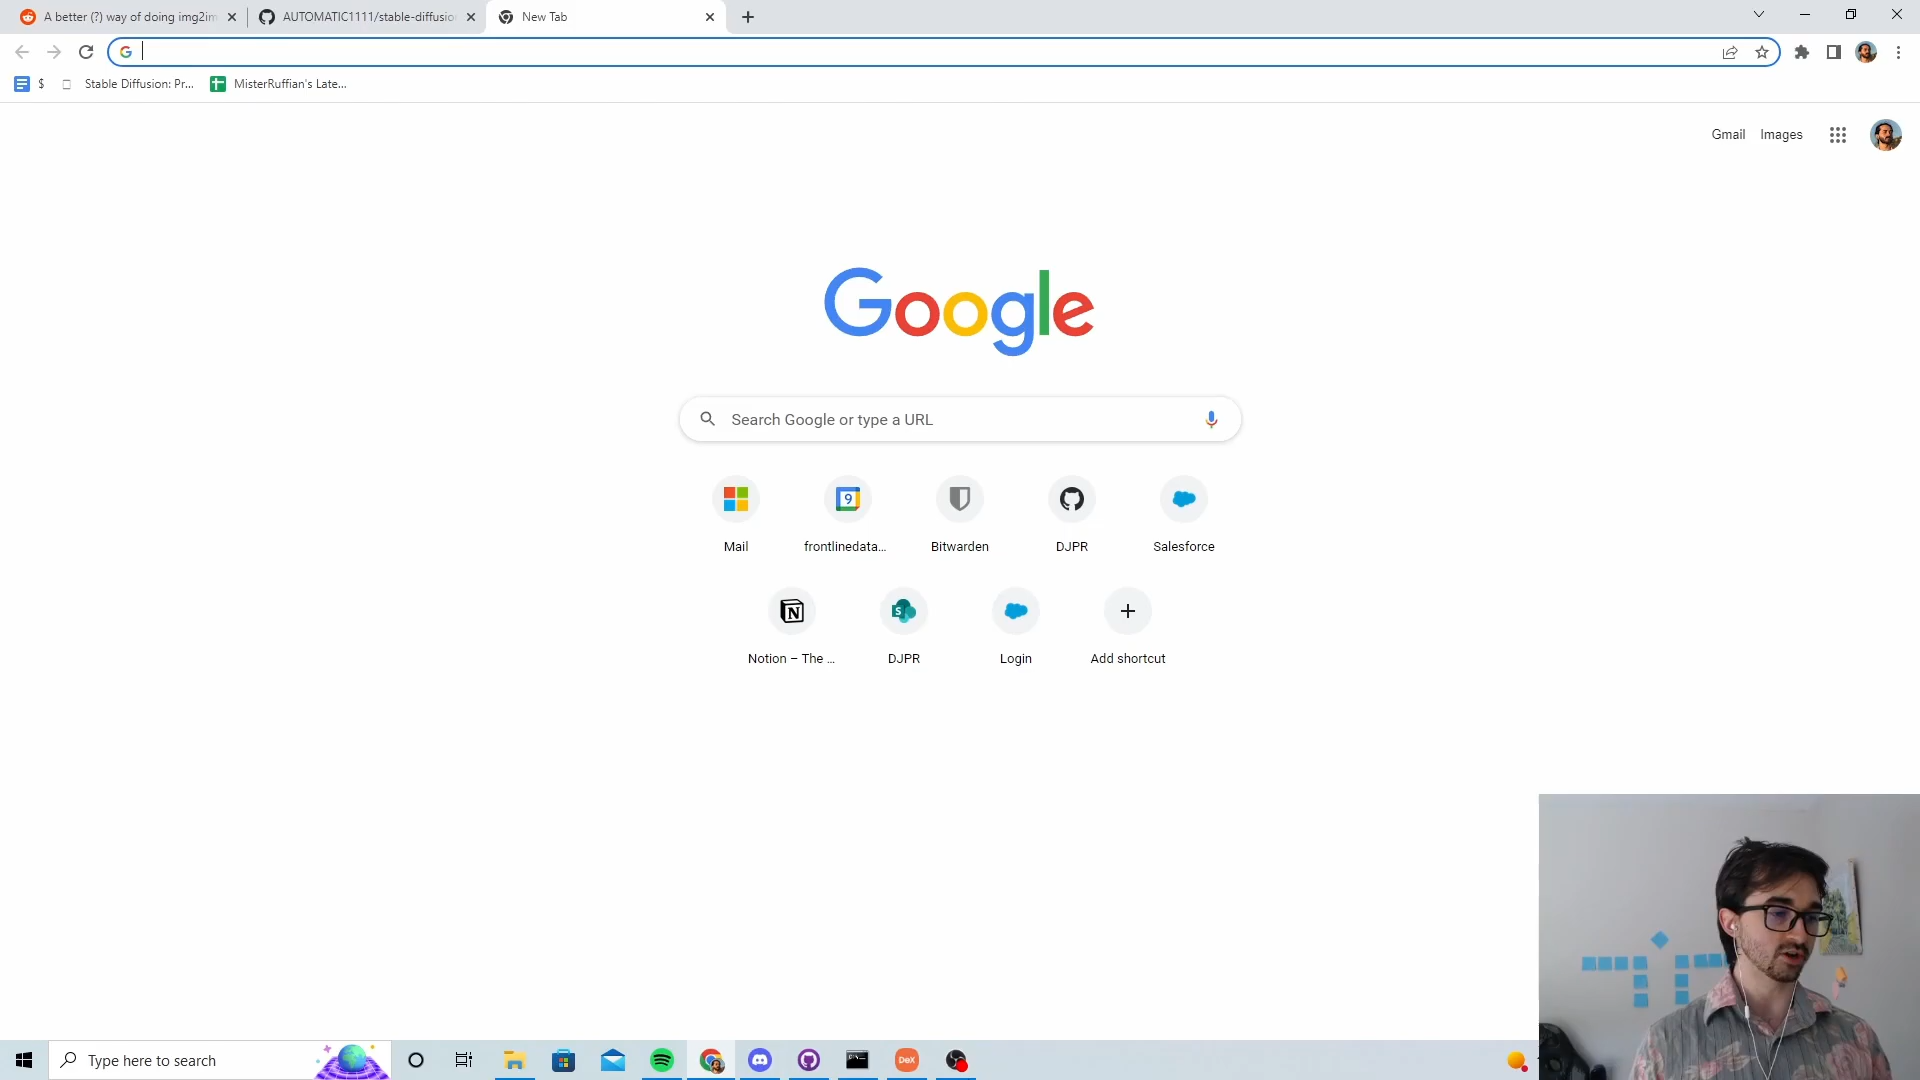 A better (?) way of doing img2im
AUTOMATIC1111/stable-diffusio
New Tab
$
Stable Diffusion: Pr...
MisterRuffian's Late...
Gmail
Images
Google
Search Google or type a URL
9
Mail
frontlinedata...
Bitwarden
DJPR
Salesforce
N
S
Notion – The ...
DJPR
Login
Add shortcut
Type here to search
DeX